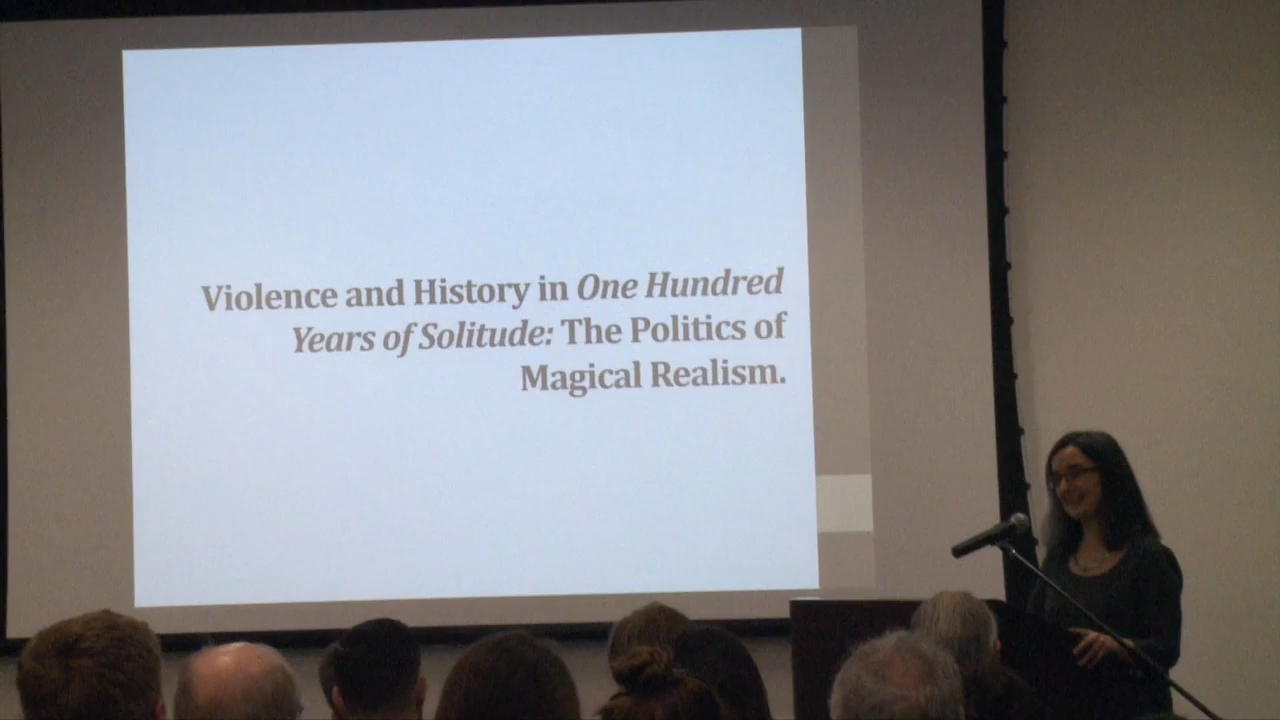 Violence and History in One Hundred
Years of Solitude: The Politics of
Magical Realism.